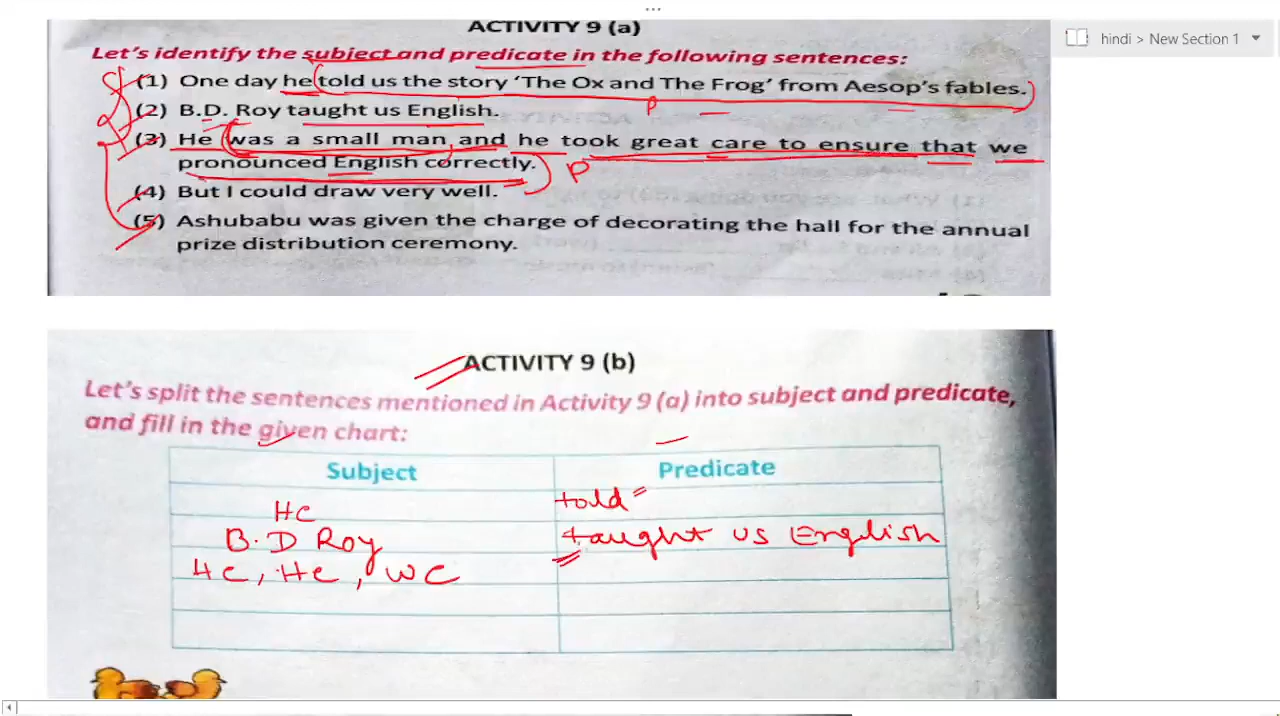 ...
hindi > New Section 1
ACTIVITY 9 (a)
Let's identify the subject and predicate in the following sentences:
(1) One day he told us the story 'The Ox and The Frog' from Aesop's fables.
P
(2) B.D. Roy taught us English.
(3) He was a small man, and he took great care to ensure that we
pronounced English correctly.
P
(4) But I could draw very well.
(5) Ashubabu was given the charge of decorating the hall for the annual
prize distribution ceremony.
ACTIVITY 9 (b)
Let's split the sentences mentioned in Activity 9 (a) into subject and predicate,
and fill in the given chart:
Subject Predicate
He told
B.D Roy taught us English
He, He, we